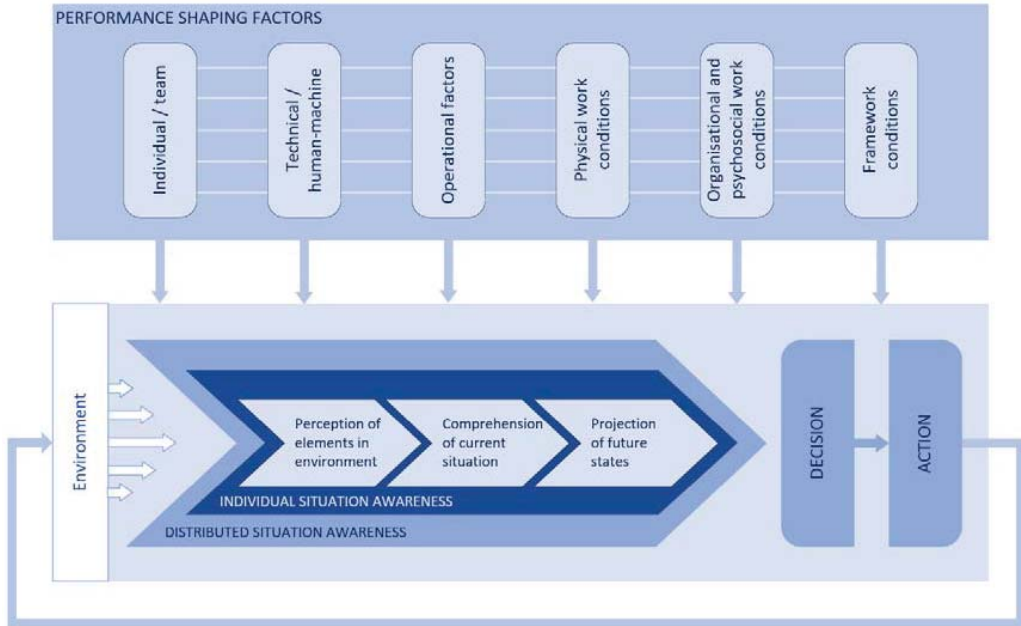 PERFORMANCE SHAPING FACTORS
Individual / team
Technical /
human-machine
Operational factors
Physical work
conditions
Organisational and
psychosocial work
conditions
Framework
conditions
Environment
Perception of
elements in
environment
Comprehension
of current
situation
Projection
of future
states
INDIVIDUAL SITUATION AWARENESS
DISTRIBUTED SITUATION AWARENESS
DECISION
ACTION